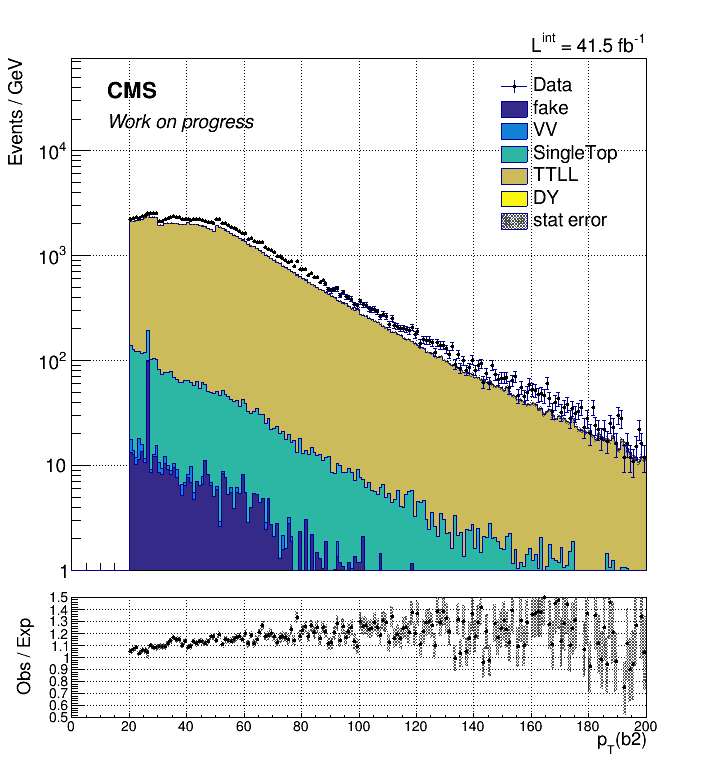 L^int = 41.5 fb^-1
CMS
Work on progress
Events / GeV
Data
fake
VV
SingleTop
TTLL
DY
stat error
10^4
10^3
10^2
10
1
Obs / Exp
1.5
1.4
1.3
1.2
1.1
1
0.9
0.8
0.7
0.6
0.5
0 20 40 60 80 100 120 140 160 180 200
p_T(b2)